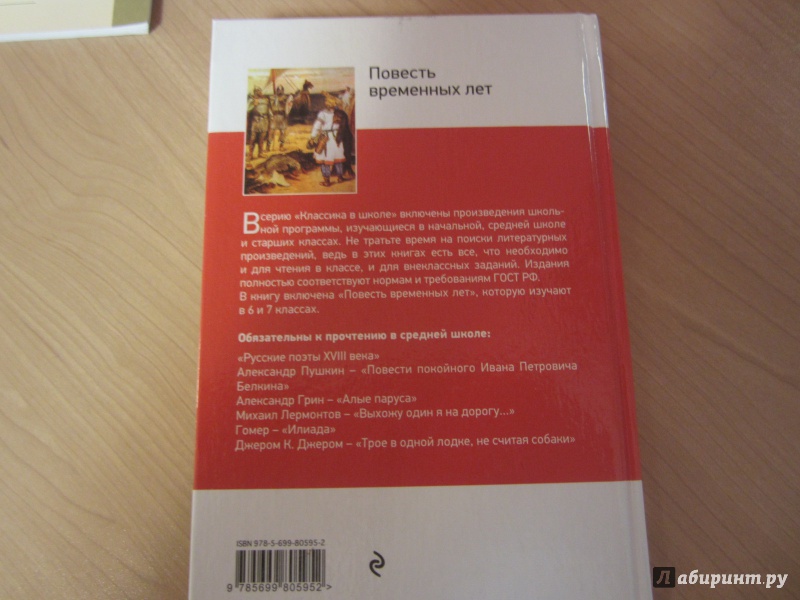 Повесть
временных лет
В серию «Классика в школе» включены произведения школь-
ной программы, изучающиеся в начальной, средней школе
и старших классах. Не тратьте время на поиски литературных
произведений, ведь в этих книгах есть все, что необходимо
и для чтения в классе, и для внеклассных заданий. Издания
полностью соответствуют нормам и требованиям ГОСТ РФ.
В книгу включена «Повесть временных лет», которую изучают
в 6 и 7 классах.
Обязательны к прочтению в средней школе:
«Русские поэты XVIII века»
Александр Пушкин – «Повести покойного Ивана Петровича
Белкина»
Александр Грин – «Алые паруса»
Михаил Лермонтов – «Выхожу один я на дорогу...»
Гомер – «Илиада»
Джером К. Джером – «Трое в одной лодке, не считая собаки»
ISBN 978-5-699-80595-2
9 785699 805952 >
Лабиринт.ру